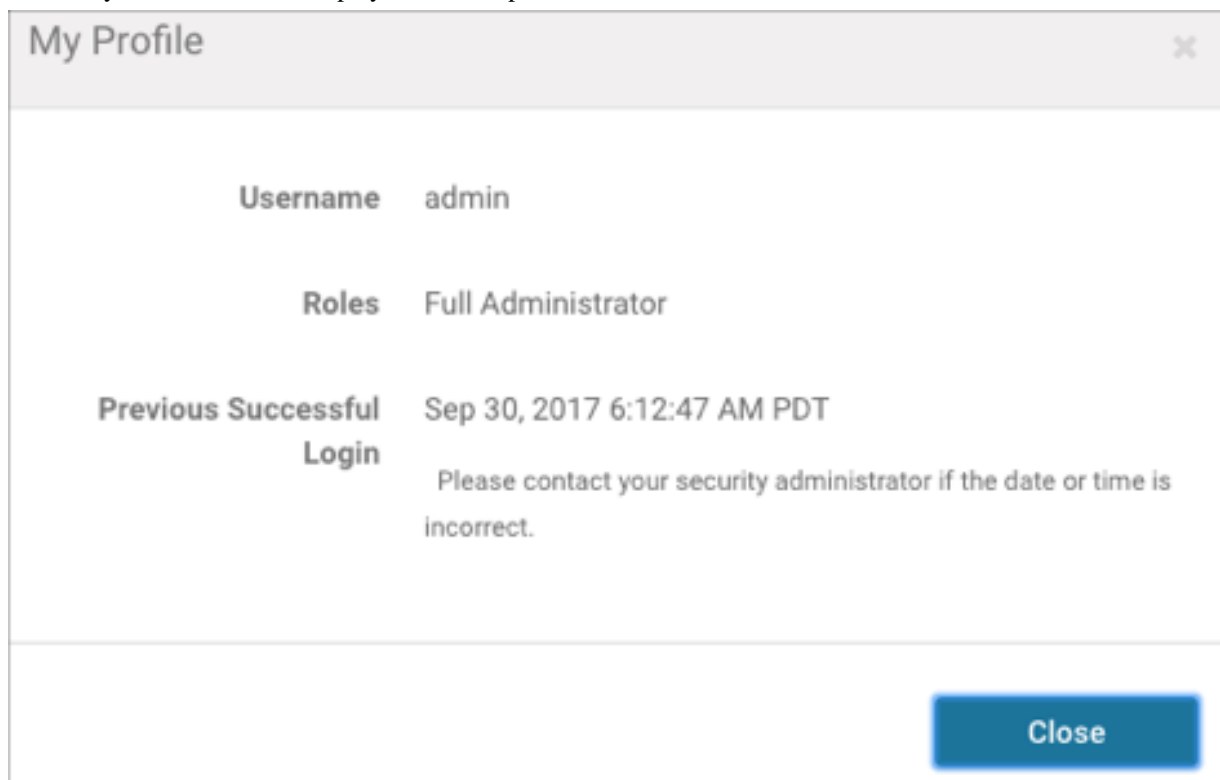 My Profile
Username admin
Roles Full Administrator
Previous Successful Sep 30, 2017 6:12:47 AM PDT
Login
Please contact your security administrator if the date or time is
incorrect.
Close